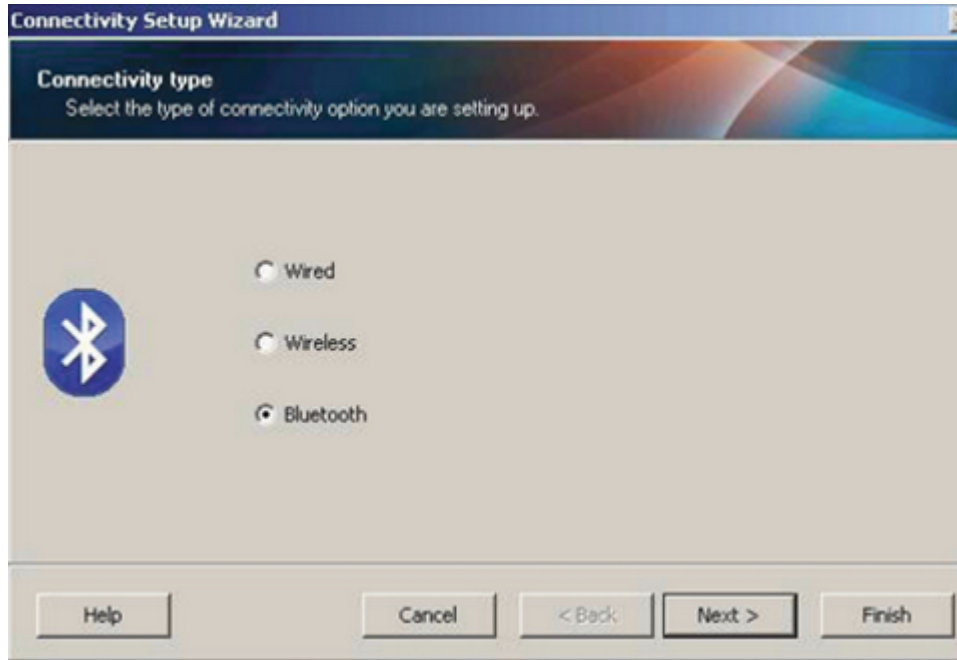 Connectivity Setup Wizard
Connectivity type
Select the type of connectivity option you are setting up.
Wired
Wireless
Bluetooth
Help Cancel < Back Next > Finish